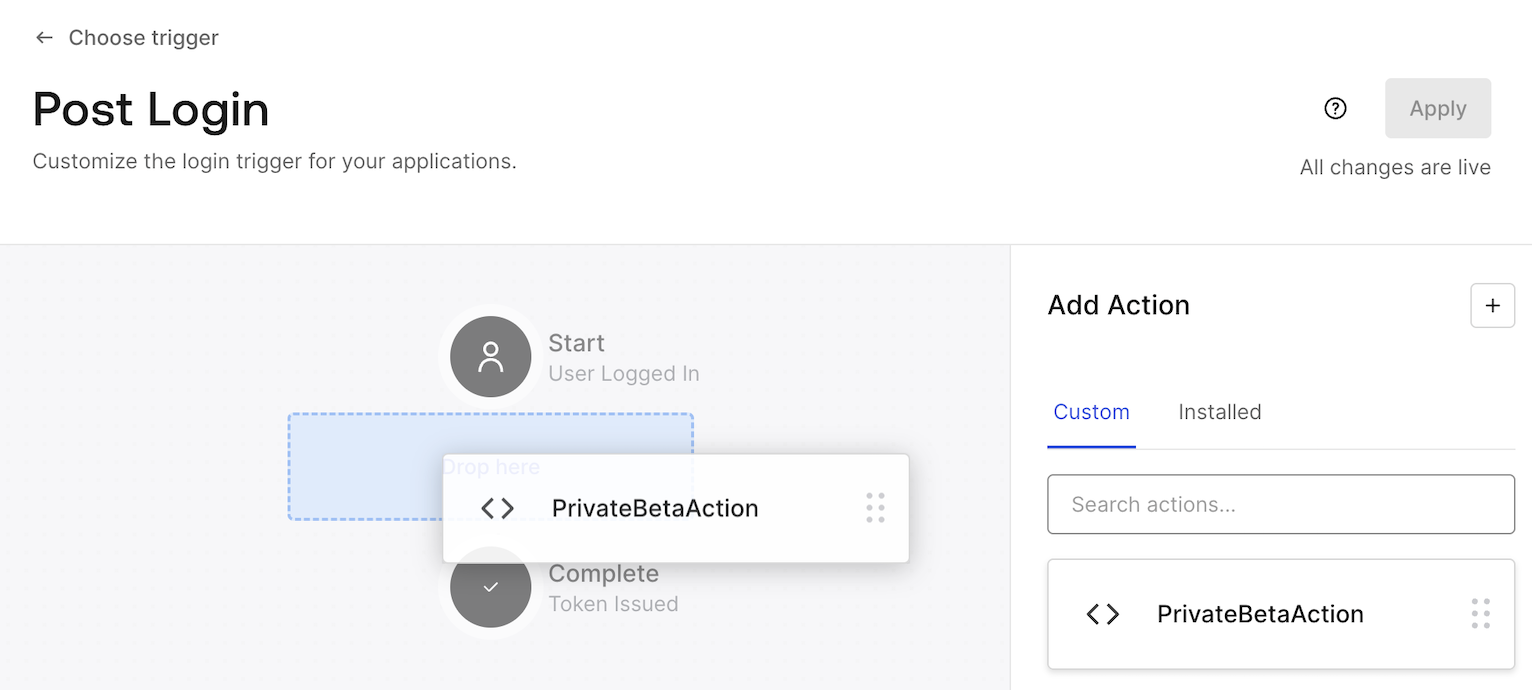 Choose trigger
Post Login
Apply
Customize the login trigger for your applications.
All changes are live
Start
User Logged In
Drop here
PrivateBetaAction
Complete
Token Issued
Add Action
Custom Installed
Search actions...
PrivateBetaAction